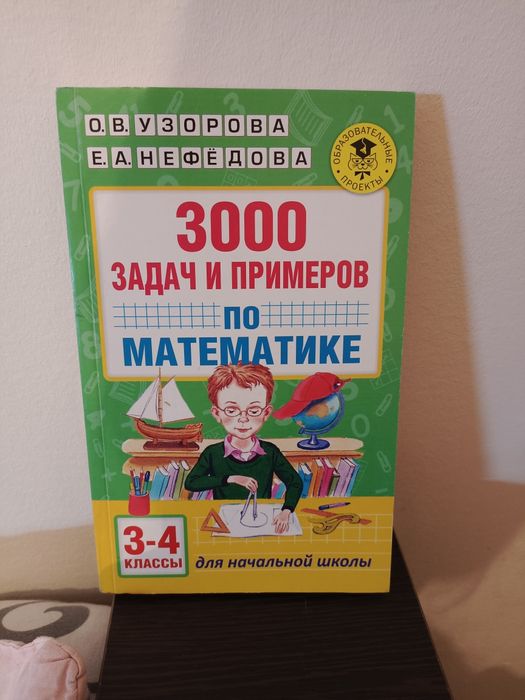 О.В. УЗОРОВА
Е.А. НЕФЁДОВА
ОБРАЗОВАТЕЛЬНЫЕ
ПРОЕКТЫ
3000
ЗАДАЧ И ПРИМЕРОВ
ПО
МАТЕМАТИКЕ
3-4
КЛАССЫ
для начальной школы